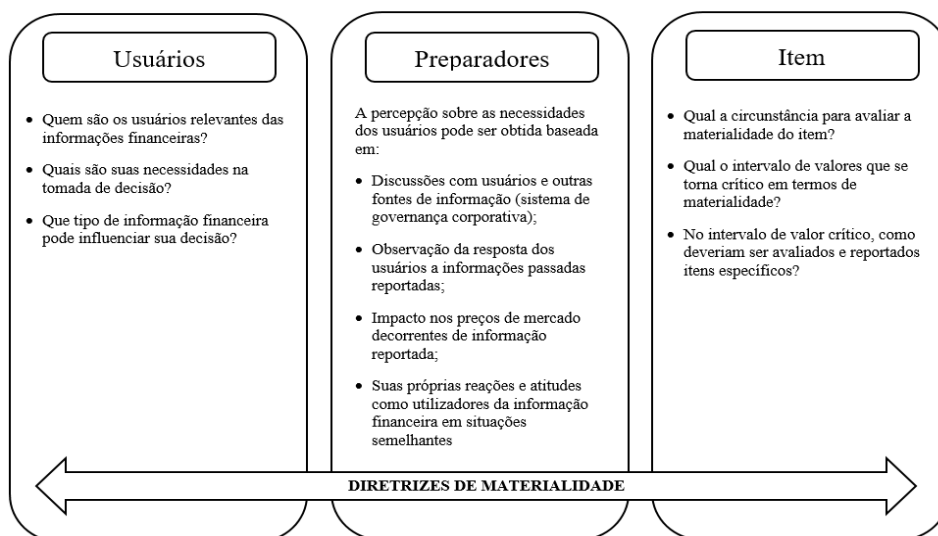 Usuários
• Quem são os usuários relevantes das
informações financeiras?
• Quais são suas necessidades na
tomada de decisão?
• Que tipo de informação financeira
pode influenciar sua decisão?
Preparadores
A percepção sobre as necessidades
dos usuários pode ser obtida baseada
em:
• Discussões com usuários e outras
fontes de informação (sistema de
governança corporativa);
• Observação da resposta dos
usuários a informações passadas
reportadas;
• Impacto nos preços de mercado
decorrentes de informação
reportada;
• Suas próprias reações e atitudes
como utilizadores da informação
financeira em situações
semelhantes
Item
• Qual a circunstância para avaliar a
materialidade do item?
• Qual o intervalo de valores que se
torna crítico em termos de
materialidade?
• No intervalo de valor crítico, como
deveriam ser avaliados e reportados
itens específicos?
DIRETRIZES DE MATERIALIDADE